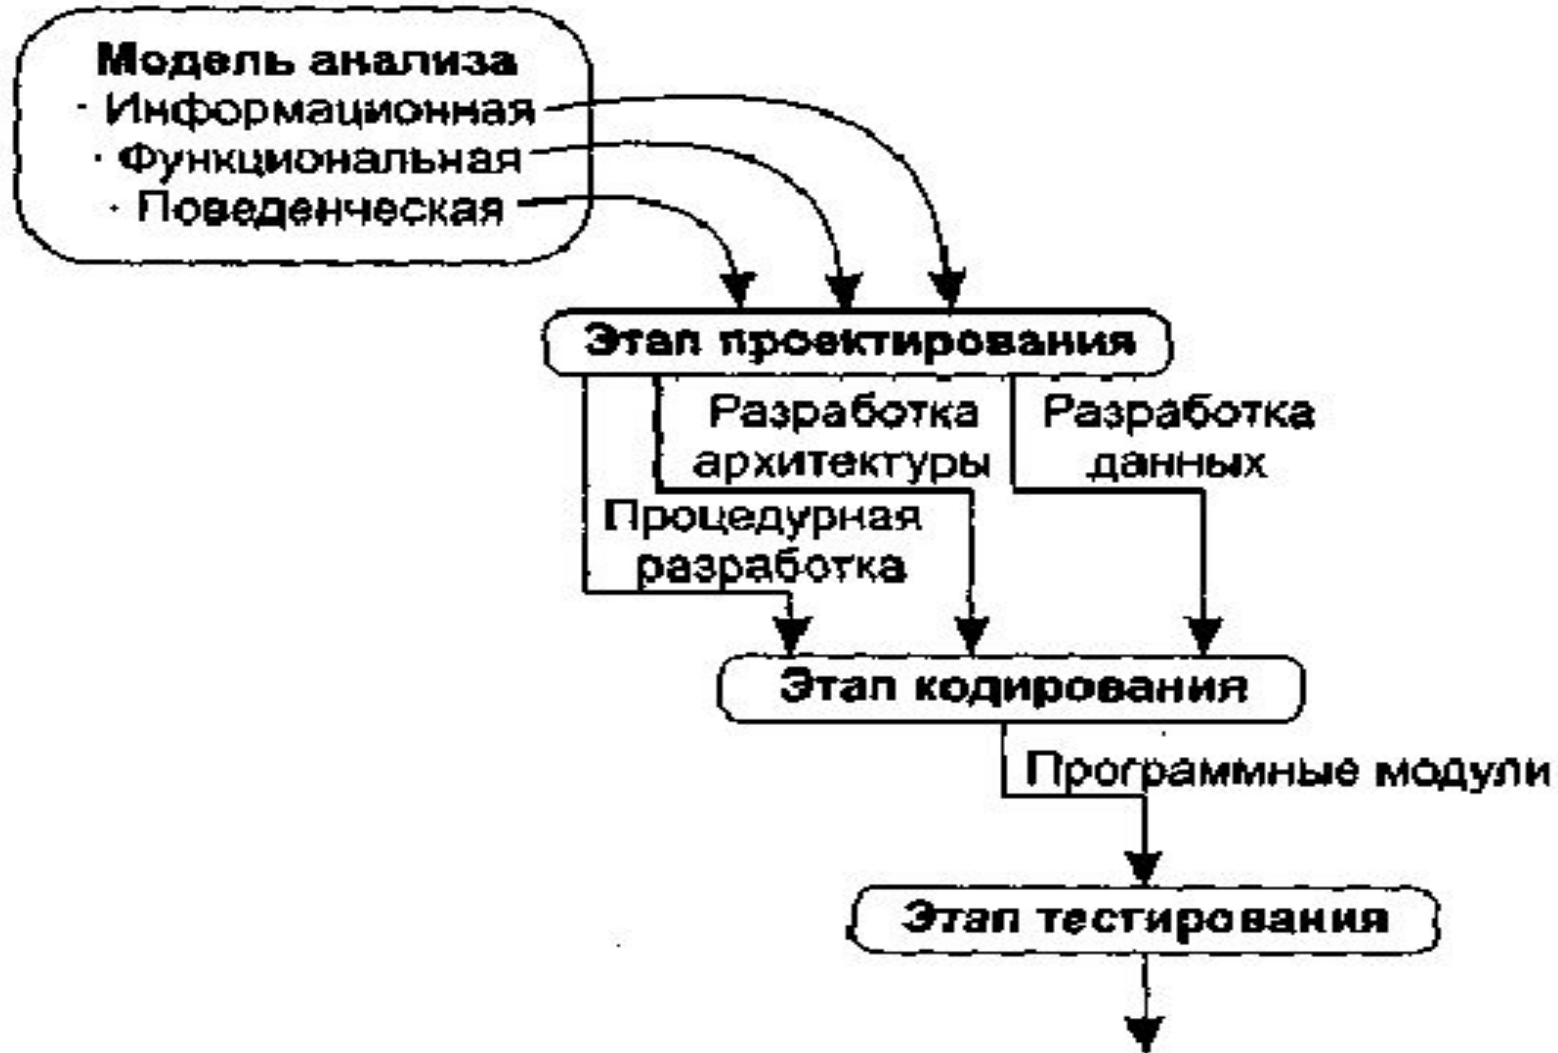 Модель анализа
· Информационная
· Функциональная
· Поведенческая
Этап проектирования
Разработка
архитектуры
Разработка
данных
Процедурная
разработка
Этап кодирования
Программные модули
Этап тестирования